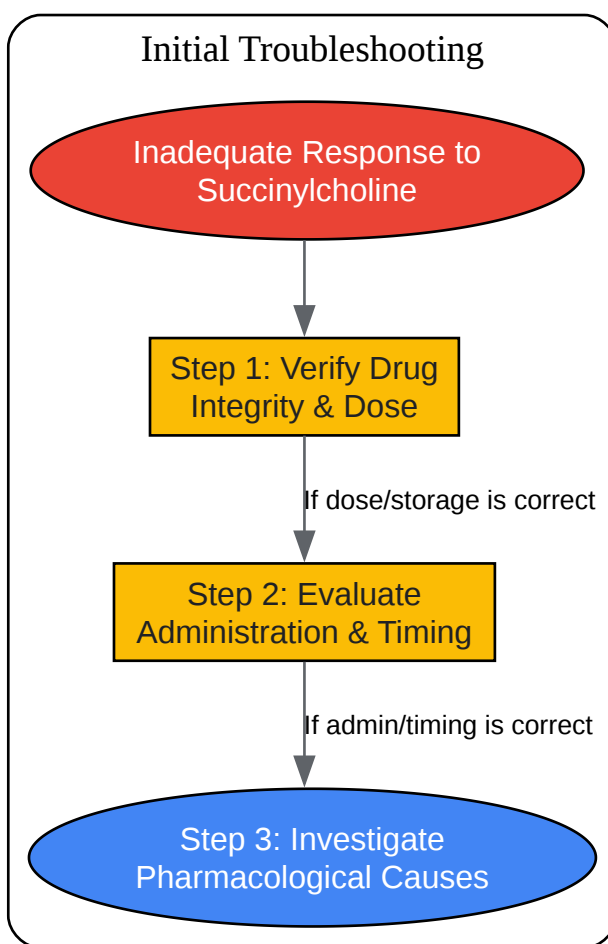 Initial Troubleshooting
Inadequate Response to
Succinylcholine
Step 1: Verify Drug
Integrity & Dose
If dose/storage is correct
Step 2: Evaluate
Administration & Timing
If admin/timing is correct
Step 3: Investigate
Pharmacological Causes